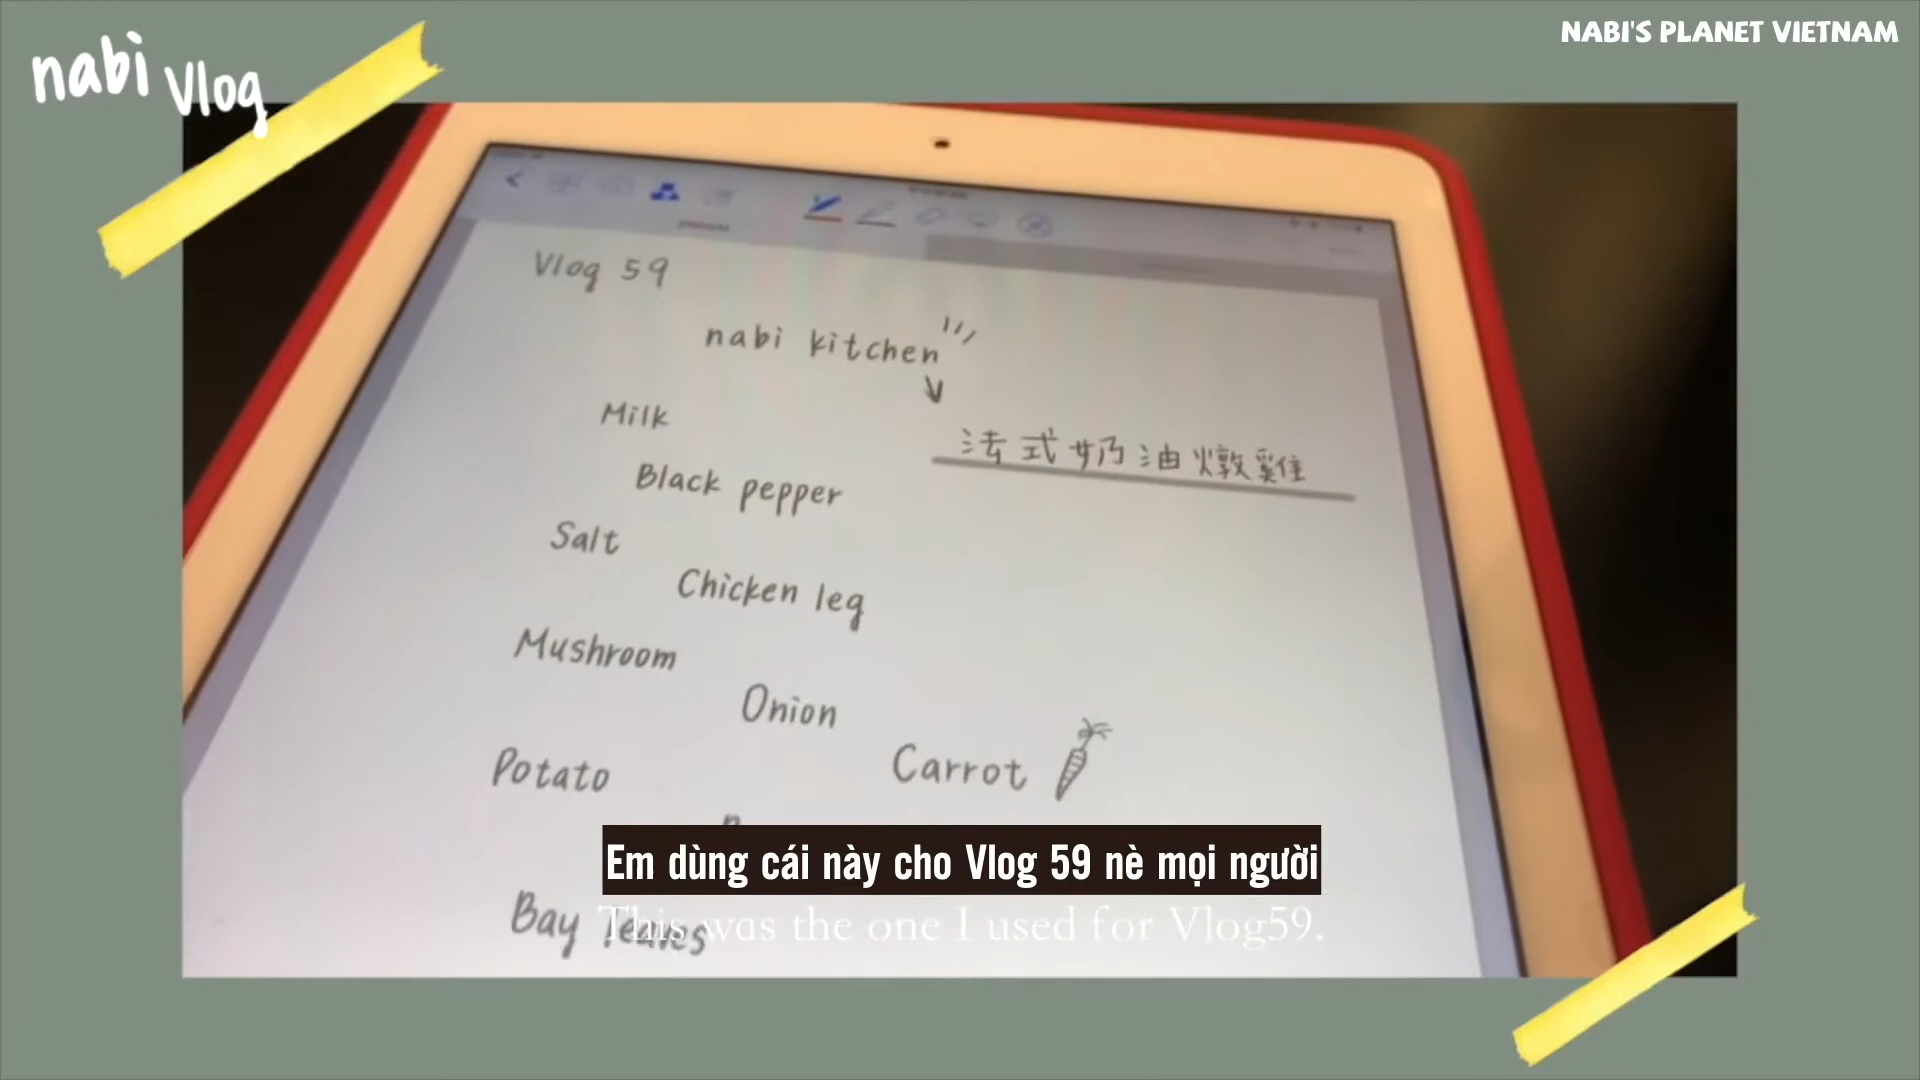 nabi Vlog
NABI'S PLANET VIETNAM
Vlog 59
nabi kitchen
Milk
法式奶油燉雞
Black pepper
Salt
Chicken leg
Mushroom
Onion
Carrot
Potato
Em dùng cái này cho Vlog 59 nè mọi người
This was the one I used for Vlog59.
Bay leaves